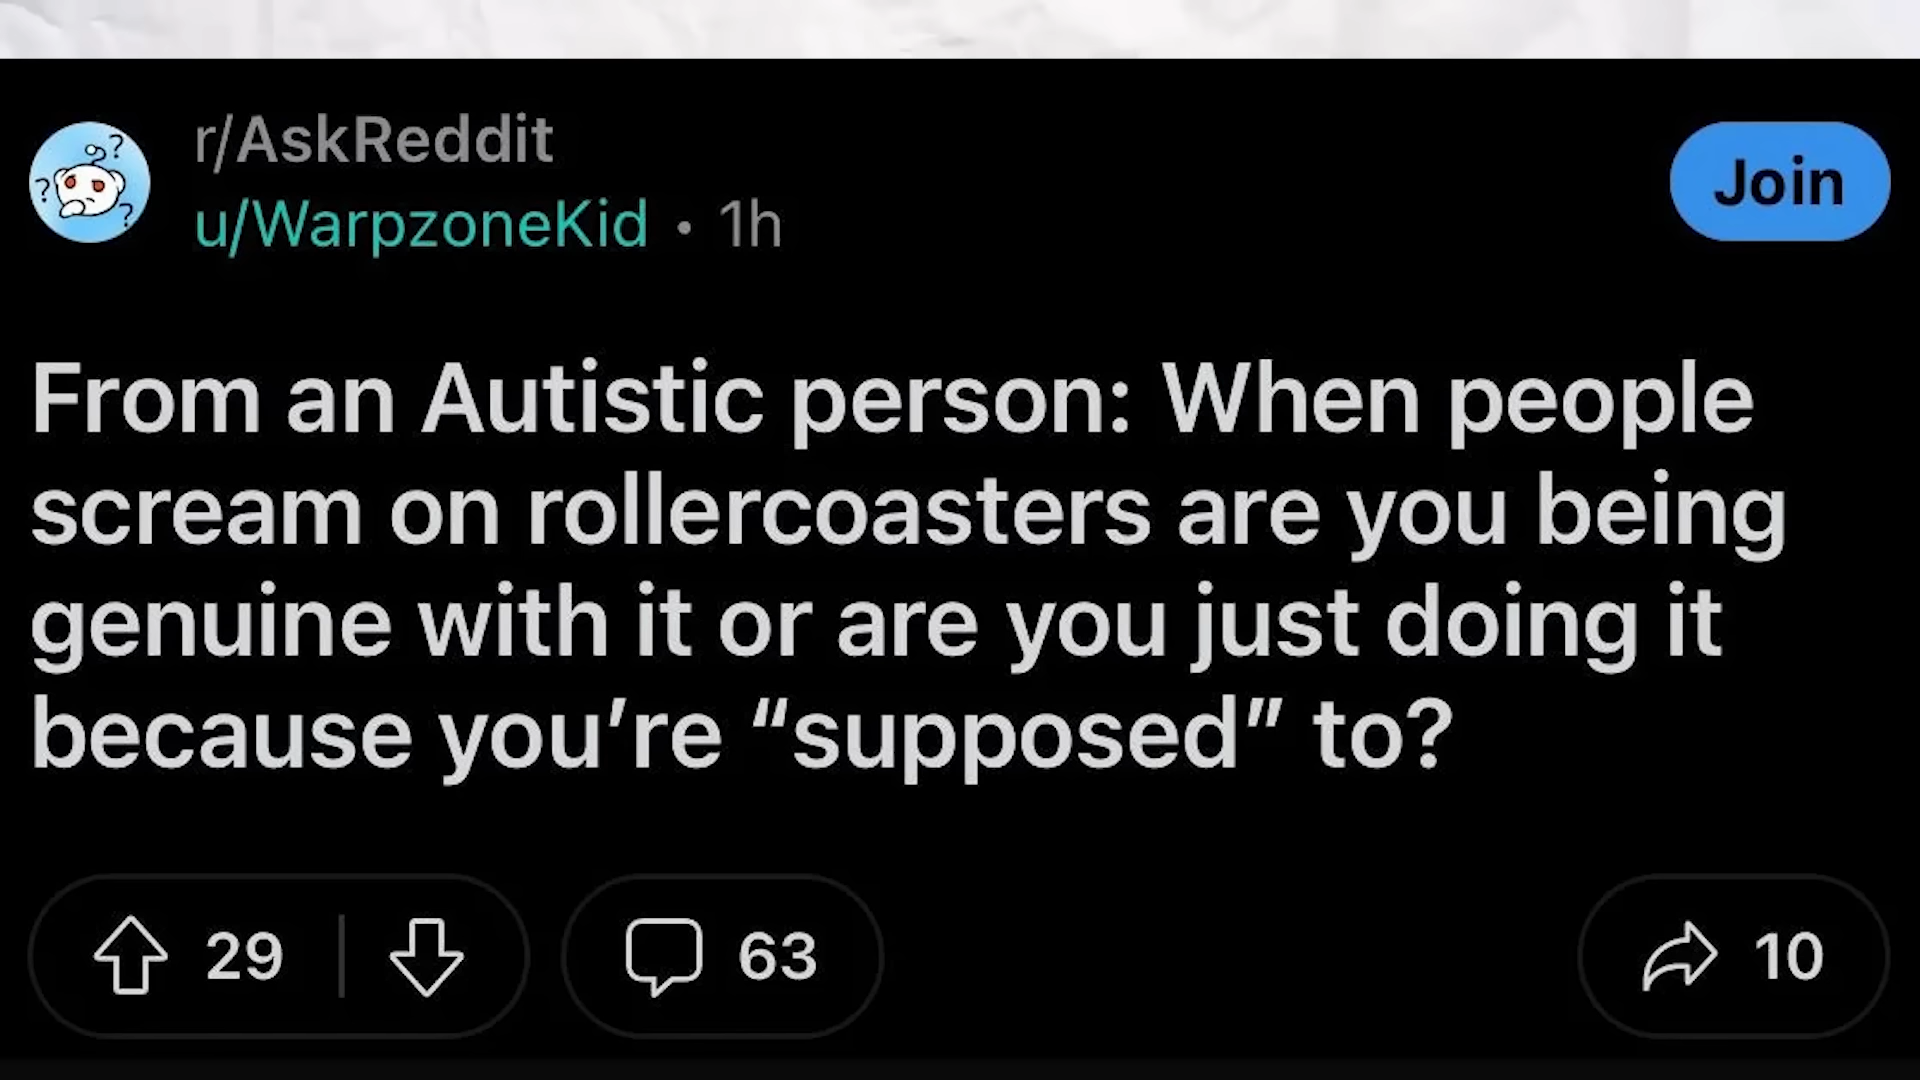 r/AskReddit
u/WarpzoneKid • 1h
Join
From an Autistic person: When people
scream on rollercoasters are you being
genuine with it or are you just doing it
because you’re “supposed” to?
29
63
10